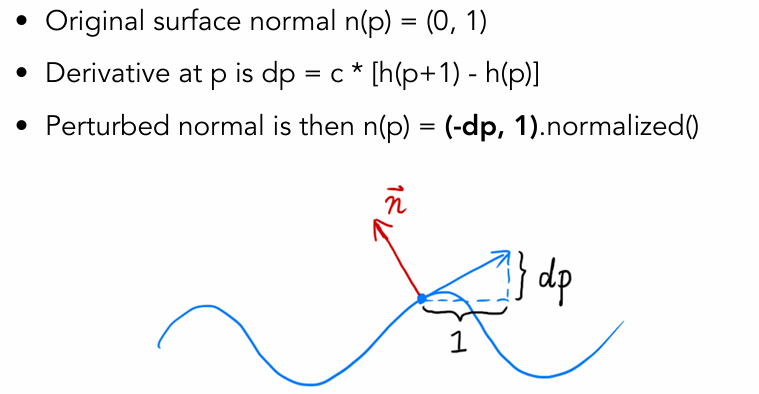 • Original surface normal n(p) = (0, 1)
• Derivative at p is dp = c * [h(p+1) - h(p)]
• Perturbed normal is then n(p) = (-dp, 1).normalized()
n⃗
dp
1